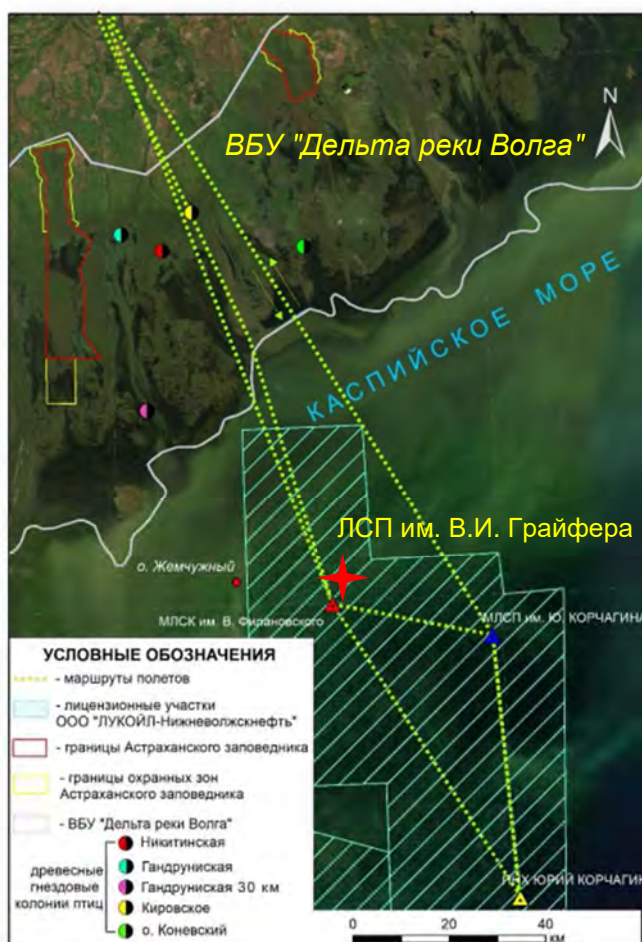 N
ВБУ "Дельта реки Волга"
КАСПИЙСКОЕ МОРЕ
ЛСП им. В.И. Грайфера
о. Жемчужный
МЛСК им. В. Филановского
МЛСП им. Ю. КОРЧАГИНА
УСЛОВНЫЕ ОБОЗНАЧЕНИЯ
- маршруты полетов
- лицензионные участки
ООО "ЛУКОЙЛ-Нижневолжскнефть"
- границы Астраханского заповедника
- границы охранных зон
Астраханского заповедника
- ВБУ "Дельта реки Волга"
древесные
гнездовые
колонии птиц
Никитинская
Гандруниская
Гандруниская 30 км
Кировское
о. Коневский
ЮРИЙ КОРЧАГИН
0 20 40
КМ